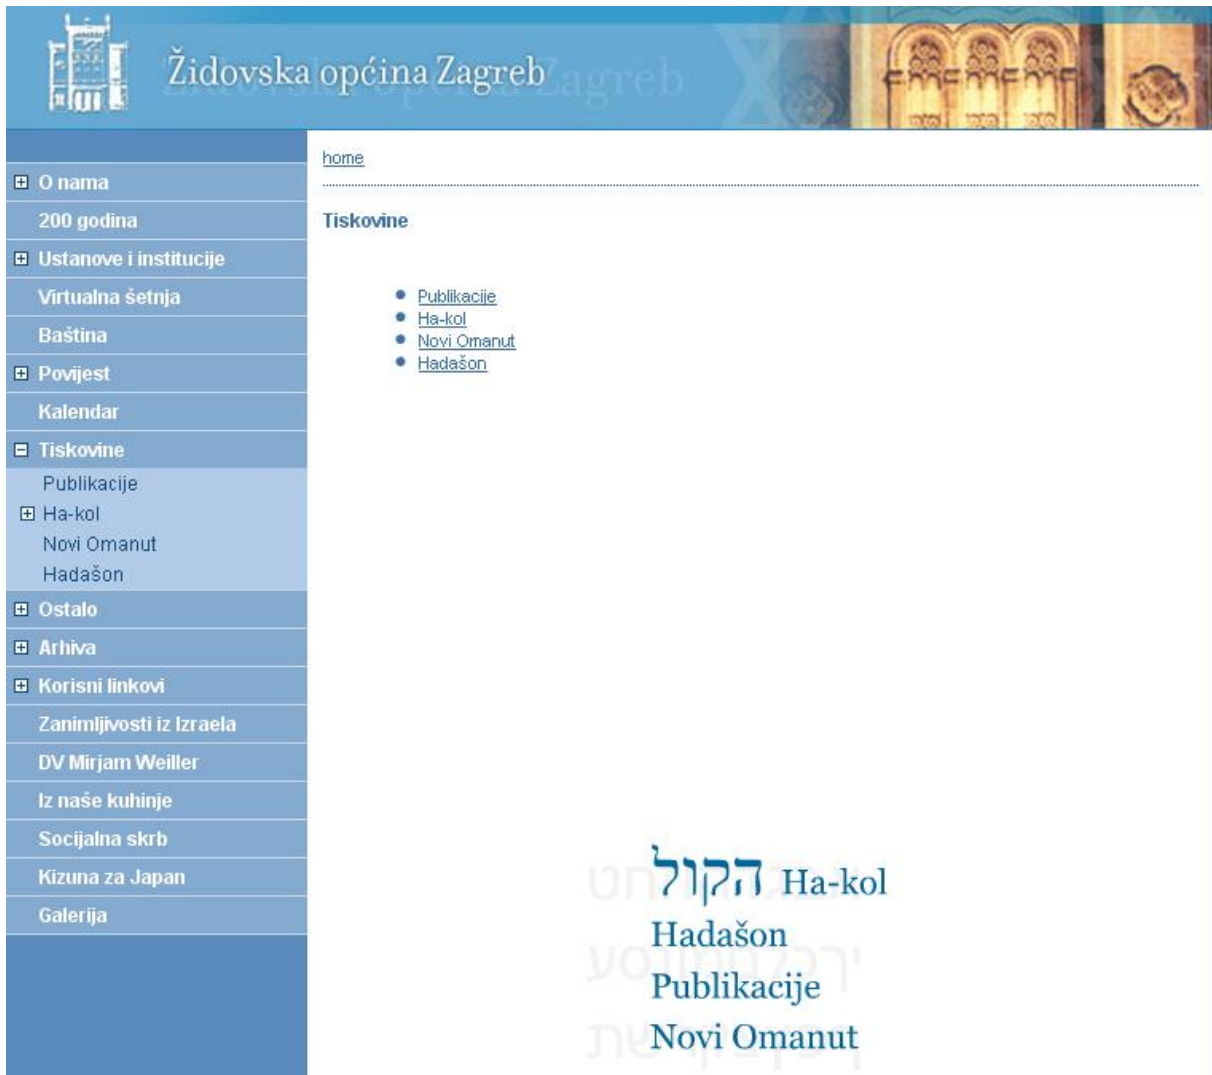 Židovska općina Zagreb
home
O nama
200 godina
Ustanove i institucije
Virtualna šetnja
Baština
Povijest
Kalendar
Tiskovine
Publikacije
Ha-kol
Novi Omanut
Hadašon
Ostalo
Arhiva
Korisni linkovi
Zanimljivosti iz Izraela
DV Mirjam Weiller
Iz naše kuhinje
Socijalna skrb
Kizuna za Japan
Galerija
Tiskovine
Publikacije
Ha-kol
Novi Omanut
Hadašon
הקול Ha-kol
Hadašon
Publikacije
Novi Omanut